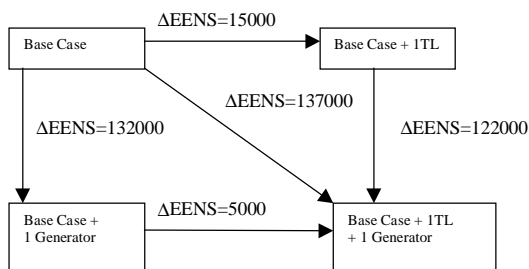 ΔEENS=15000
Base Case
Base Case + 1TL
ΔEENS=137000
ΔEENS=132000
ΔEENS=122000
ΔEENS=5000
Base Case +
1 Generator
Base Case + 1TL
+ 1 Generator